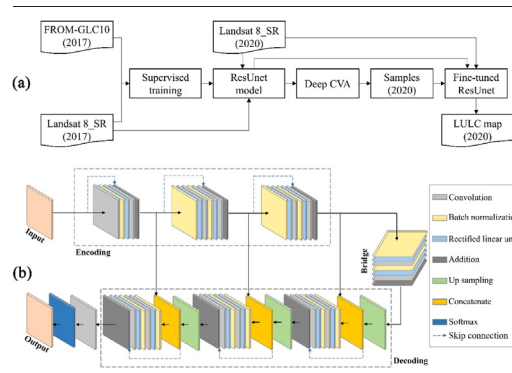 FROM-GLC10
(2017)
Landsat 8_SR
(2020)
(a)
Supervised
training
ResUnet
model
Deep CVA
Samples
(2020)
Fine-tuned
ResUnet
Landsat 8_SR
(2017)
LULC map
(2020)
Input
Encoding
Bridge
(b)
Output
Decoding
Convolution
Batch normalizatio
Rectified linear un
Addition
Up sampling
Concatenate
Softmax
Skip connection